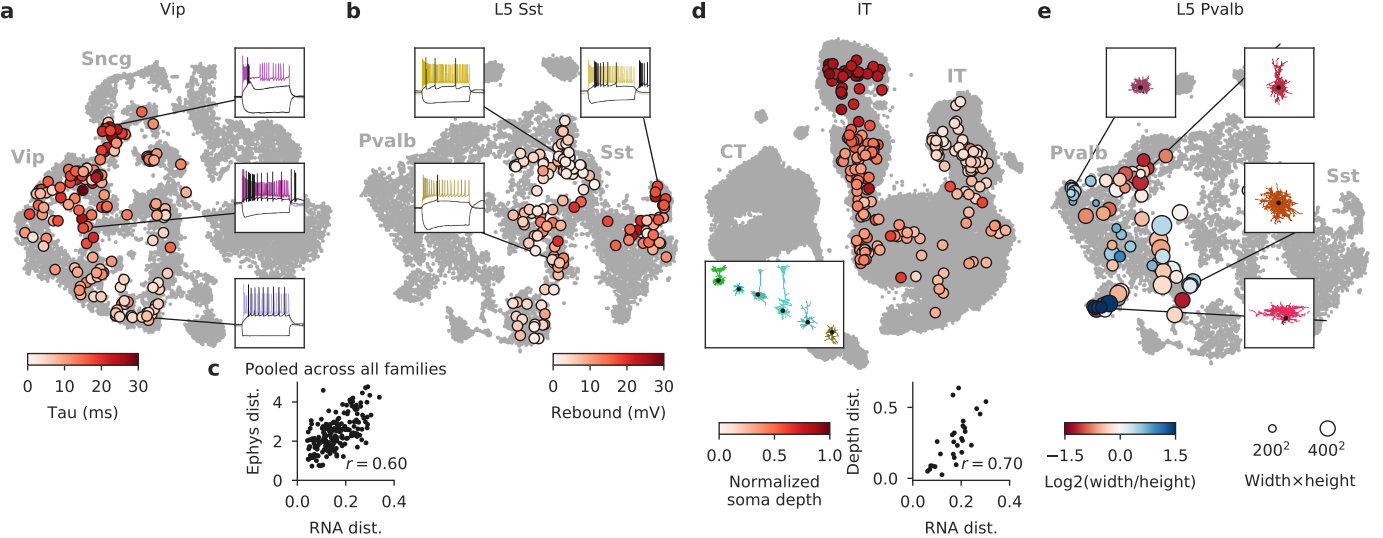 a
Vip
b
L5 Sst
d
IT
e
L5 Pvalb
Sncg
Vip
Pvalb
Sst
CT
IT
Pvalb
Sst
0 10 20 30
Tau (ms)
c
Pooled across all families
Ephys dist.
4
2
0
r = 0.60
0 0.2 0.4
RNA dist.
0 10 20 30
Rebound (mV)
0.0 0.5 1.0
Normalized
soma depth
Depth dist.
0.5
0.0
r = 0.70
0.0 0.2 0.4
RNA dist.
−1.5 0.0 1.5
Log2(width/height)
200² 400²
Width×height